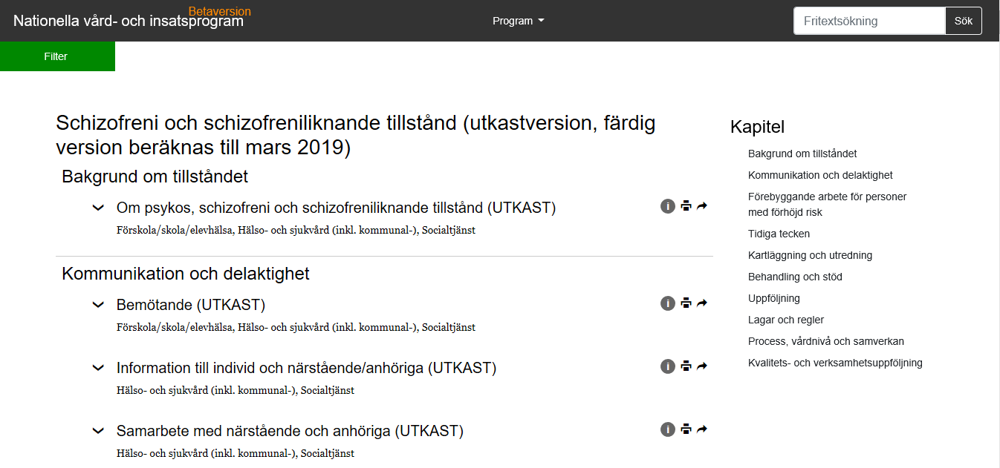 Betaversion
Nationella vård- och insatsprogram
Program
Fritextsökning
Sök
Filter
Schizofreni och schizofreniliknande tillstånd (utkastversion, färdig
version beräknas till mars 2019)
Bakgrund om tillståndet
Om psykos, schizofreni och schizofreniliknande tillstånd (UTKAST)
Förskola/skola/elevhälsa, Hälso- och sjukvård (inkl. kommunal-), Socialtjänst
Kommunikation och delaktighet
Bemötande (UTKAST)
Förskola/skola/elevhälsa, Hälso- och sjukvård (inkl. kommunal-), Socialtjänst
Information till individ och närstående/anhöriga (UTKAST)
Hälso- och sjukvård (inkl. kommunal-), Socialtjänst
Samarbete med närstående och anhöriga (UTKAST)
Hälso- och sjukvård (inkl. kommunal-), Socialtjänst
Kapitel
Bakgrund om tillståndet
Kommunikation och delaktighet
Förebyggande arbete för personer
med förhöjd risk
Tidiga tecken
Kartläggning och utredning
Behandling och stöd
Uppföljning
Lagar och regler
Process, vårdnivå och samverkan
Kvalitets- och verksamhetsuppföljning